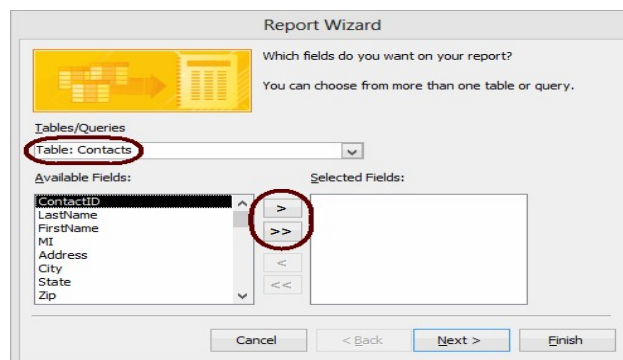 Report Wizard
Which fields do you want on your report?
You can choose from more than one table or query.
Tables/Queries
Table: Contacts
Available Fields:
Selected Fields:
ContactID
LastName
FirstName
MI
Address
City
State
Zip
>
>>
<
<<
Cancel
< Back
Next >
Finish